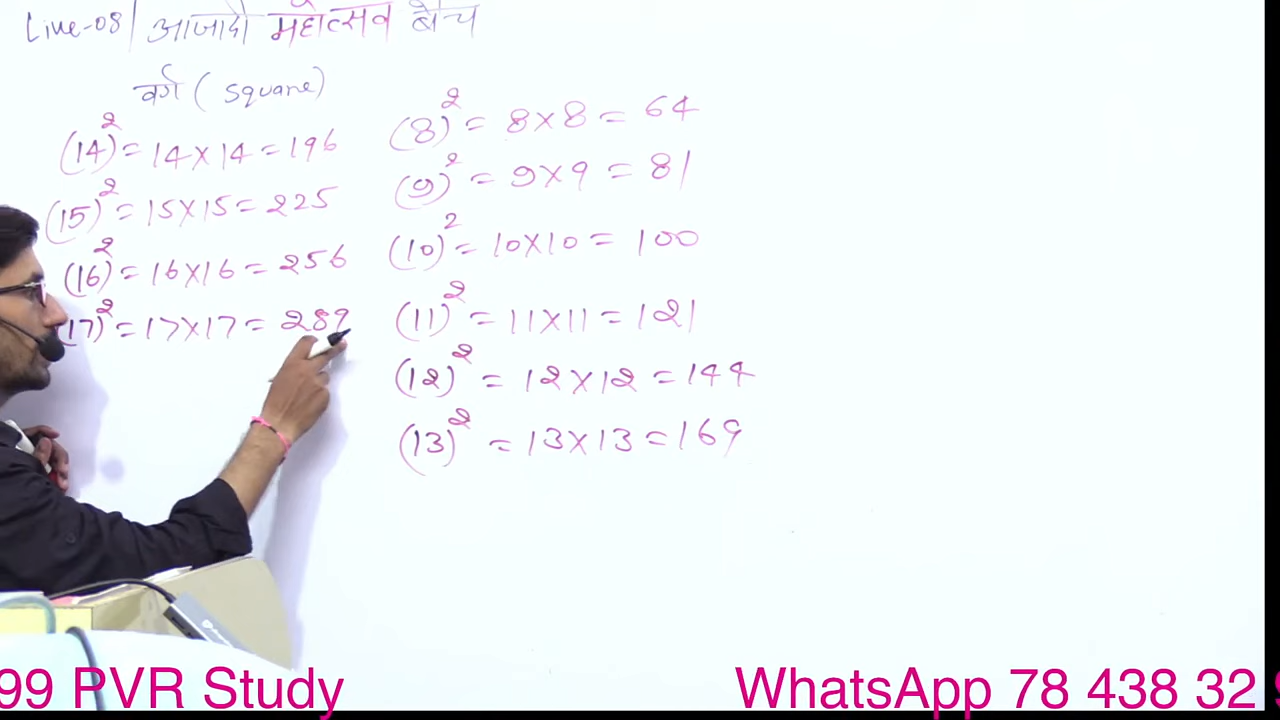 Live-08/ आजादी महोत्सव बैच
वर्ग ( square)
(14)² = 14×14 = 196
(15)² = 15×15 = 225
(16)² = 16×16 = 256
(17)² = 17×17 = 289
(8)² = 8×8 = 64
(9)² = 9×9 = 81
(10)² = 10×10 = 100
(11)² = 11×11 = 121
(12)² = 12×12 = 144
(13)² = 13×13 = 169
99 PVR Study
WhatsApp 78 438 32